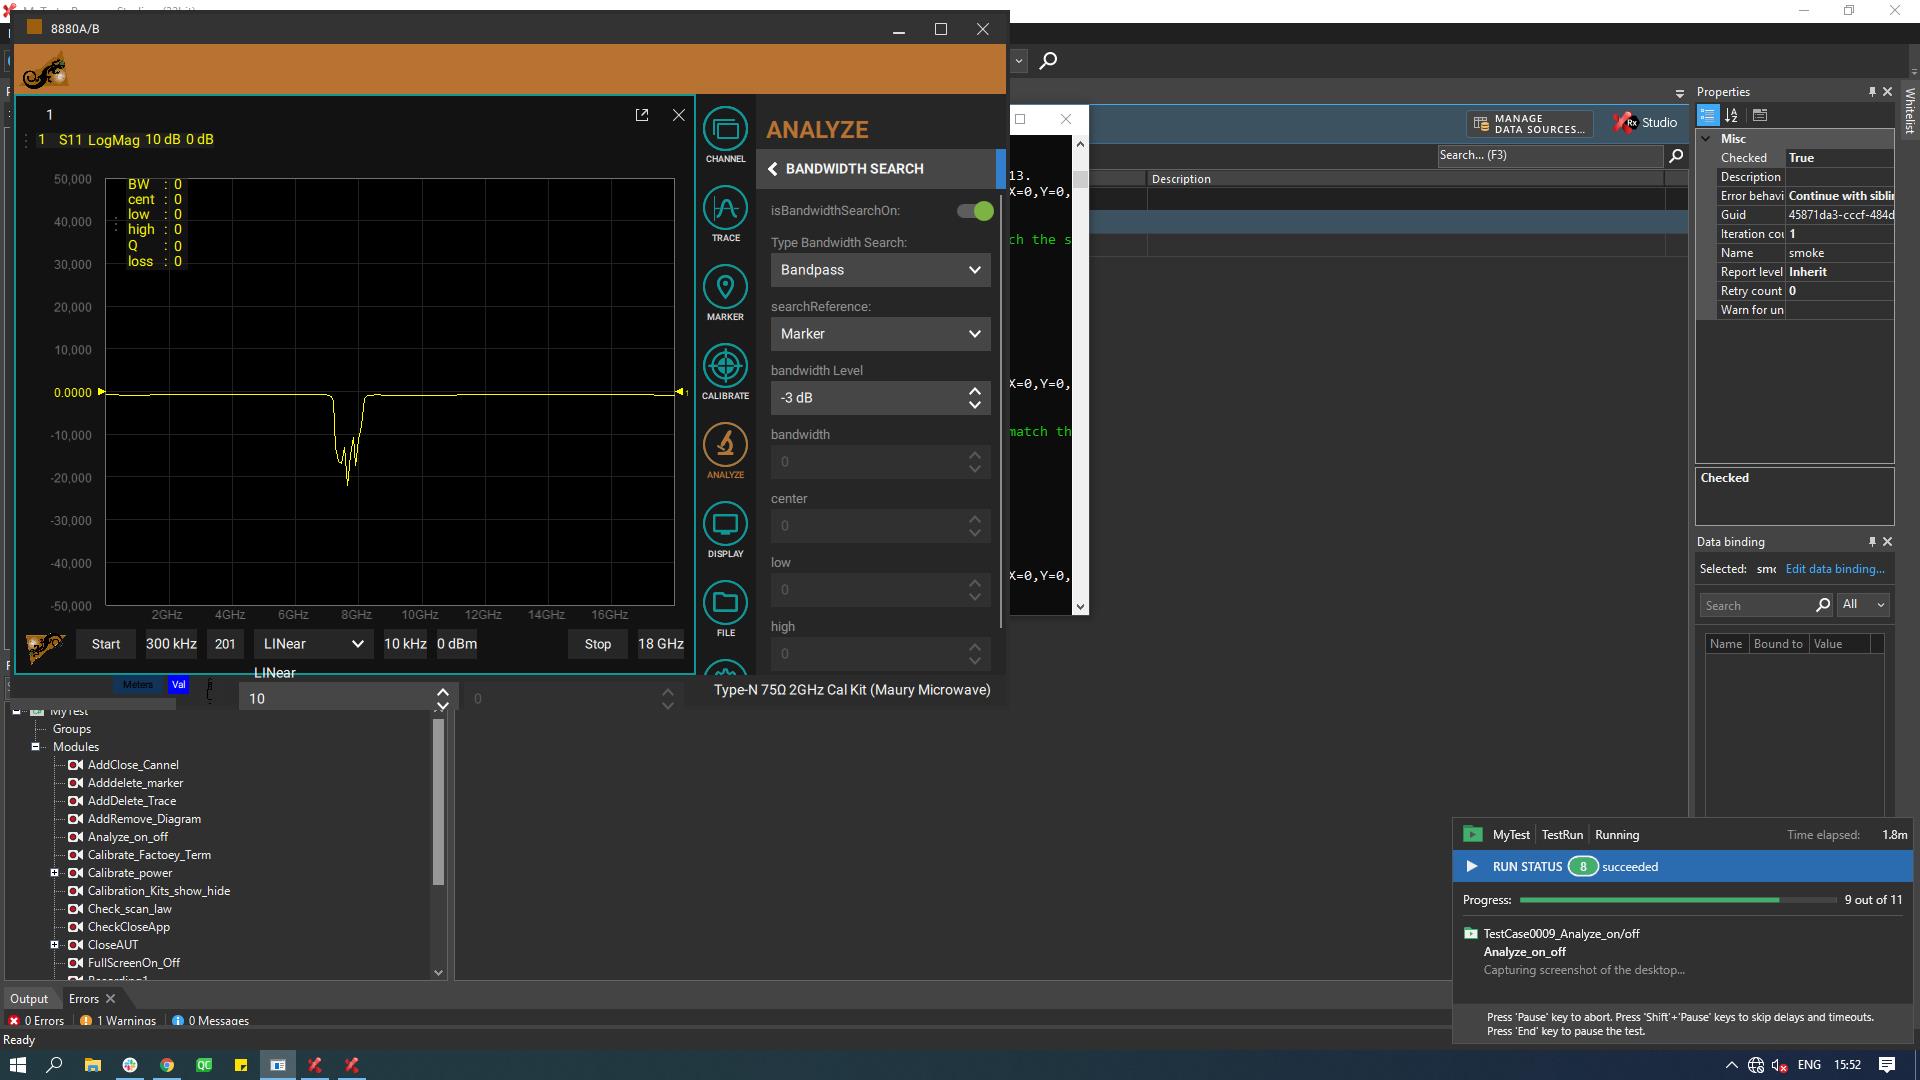 8880A/B
1
1 S11 LogMag 10 dB 0 dB
50,000
40,000
30,000
20,000
10,000
0.0000
-10,000
-20,000
-30,000
-40,000
-50,000
BW : 0
cent : 0
low : 0
high : 0
Q : 0
loss : 0
1
2GHz 4GHz 6GHz 8GHz 10GHz 12GHz 14GHz 16GHz
Start 300 kHz 201 LINear 10 kHz 0 dBm Stop 18 GHz
LINear
Meters Val
10 0
Type-N 75Ω 2GHz Cal Kit (Maury Microwave)
CHANNEL
TRACE
MARKER
CALIBRATE
ANALYZE
DISPLAY
FILE
ANALYZE
BANDWIDTH SEARCH
isBandwidthSearchOn:
Type Bandwidth Search:
Bandpass
searchReference:
Marker
bandwidth Level
-3 dB
bandwidth
0
center
0
low
0
high
0
13.
X=0,Y=0,
ch the s
X=0,Y=0,
match th
X=0,Y=0,
MANAGE
DATA SOURCES...
Rx Studio
Search... (F3)
Description
Properties
Whitelist
Misc
Checked True
Description
Error behavi Continue with siblin
Guid 45871da3-cccf-484d
Iteration cou 1
Name smoke
Report level Inherit
Retry count 0
Warn for un
Checked
Data binding
Selected: smo Edit data binding...
Search All
Name Bound to Value
MyTest
Groups
Modules
AddClose_Cannel
Adddelete_marker
AddDelete_Trace
AddRemove_Diagram
Analyze_on_off
Calibrate_Factoey_Term
Calibrate_power
Calibration_Kits_show_hide
Check_scan_law
CheckCloseApp
CloseAUT
FullScreenOn_Off
Recording1
Output Errors
0 Errors 1 Warnings 0 Messages
Ready
MyTest TestRun Running Time elapsed: 1.8m
RUN STATUS 8 succeeded
Progress: 9 out of 11
TestCase0009_Analyze_on/off
Analyze_on_off
Capturing screenshot of the desktop...
Press 'Pause' key to abort. Press 'Shift'+'Pause' keys to skip delays and timeouts.
Press 'End' key to pause the test.
QC
ENG 15:52